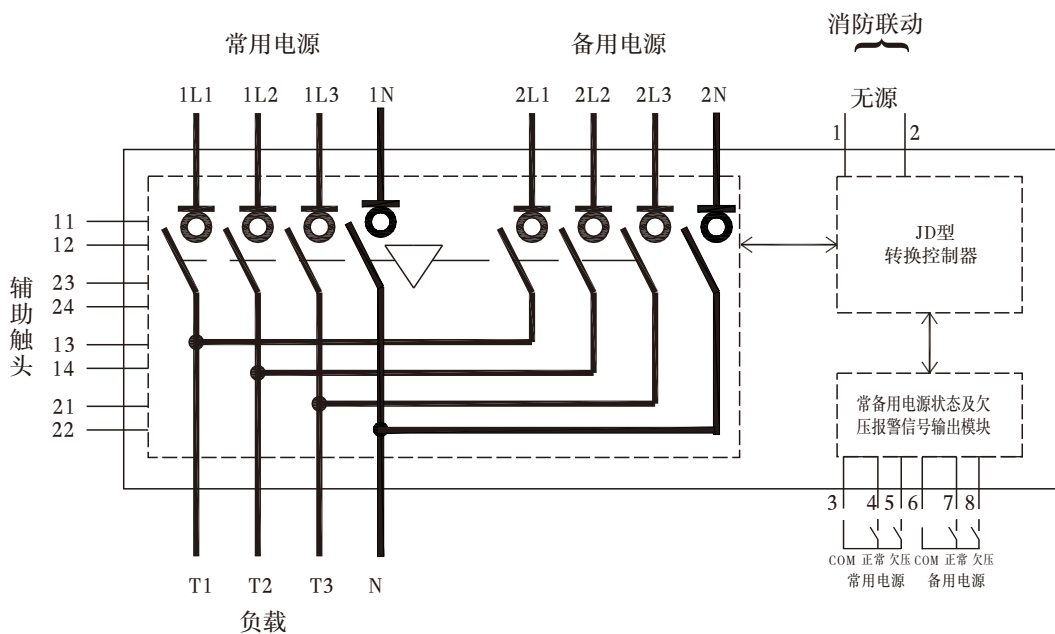 常用电源
备用电源
消防联动
1L1 1L2 1L3 1N
2L1 2L2 2L3 2N
无源
1 2
辅助触头
11
12
23
24
13
14
21
22
JD型
转换控制器
常备用电源状态及欠
压报警信号输出模块
3 4 5 6 7 8
COM 正常 欠压 COM 正常 欠压
常用电源 备用电源
T1 T2 T3 N
负载